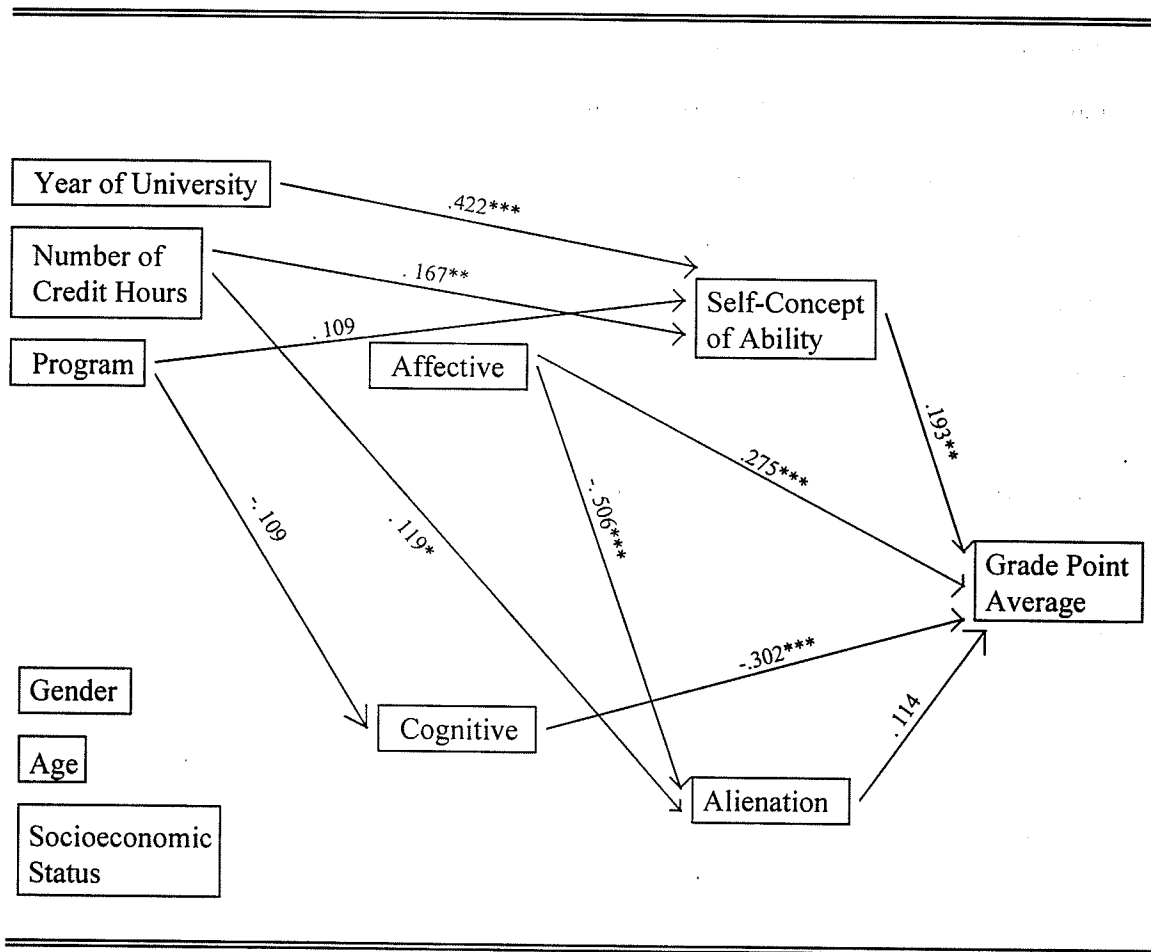 Year of University
.422***
Number of
Credit Hours
. 167**
Self-Concept
of Ability
.109
Program
Affective
.193**
.275***
-. 506***
-. 109
. 119*
Grade Point
Average
-.302***
Gender
Cognitive
.114
Age
Alienation
Socioeconomic
Status